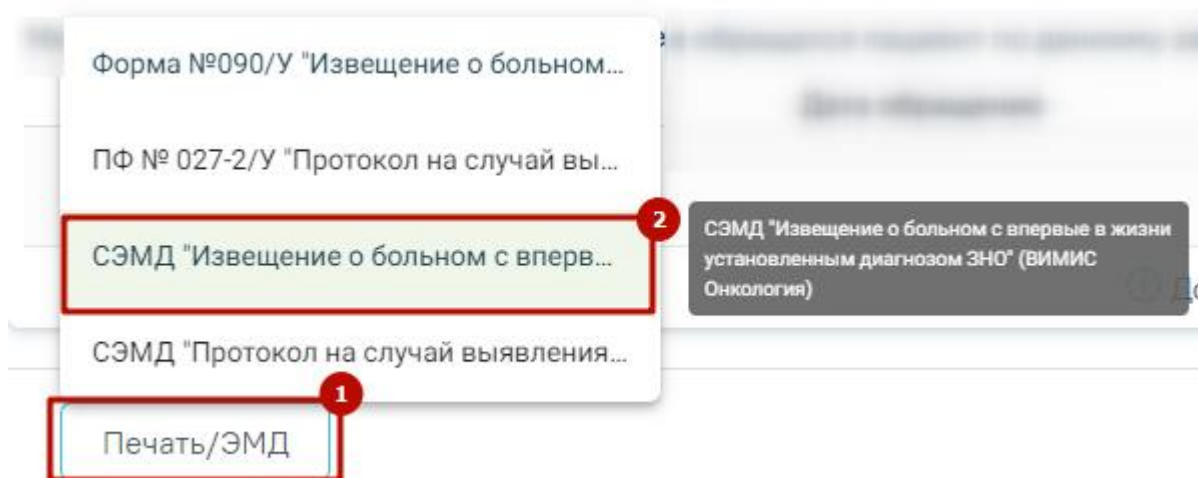 Форма №090/У "Извещение о больном...
ПФ № 027-2/У "Протокол на случай вы...
СЭМД "Извещение о больном с вперв...
2
СЭМД "Извещение о больном с впервые в жизни
установленным диагнозом ЗНО" (ВИМИС
Онкология)
СЭМД "Протокол на случай выявления...
1
Печать/ЭМД